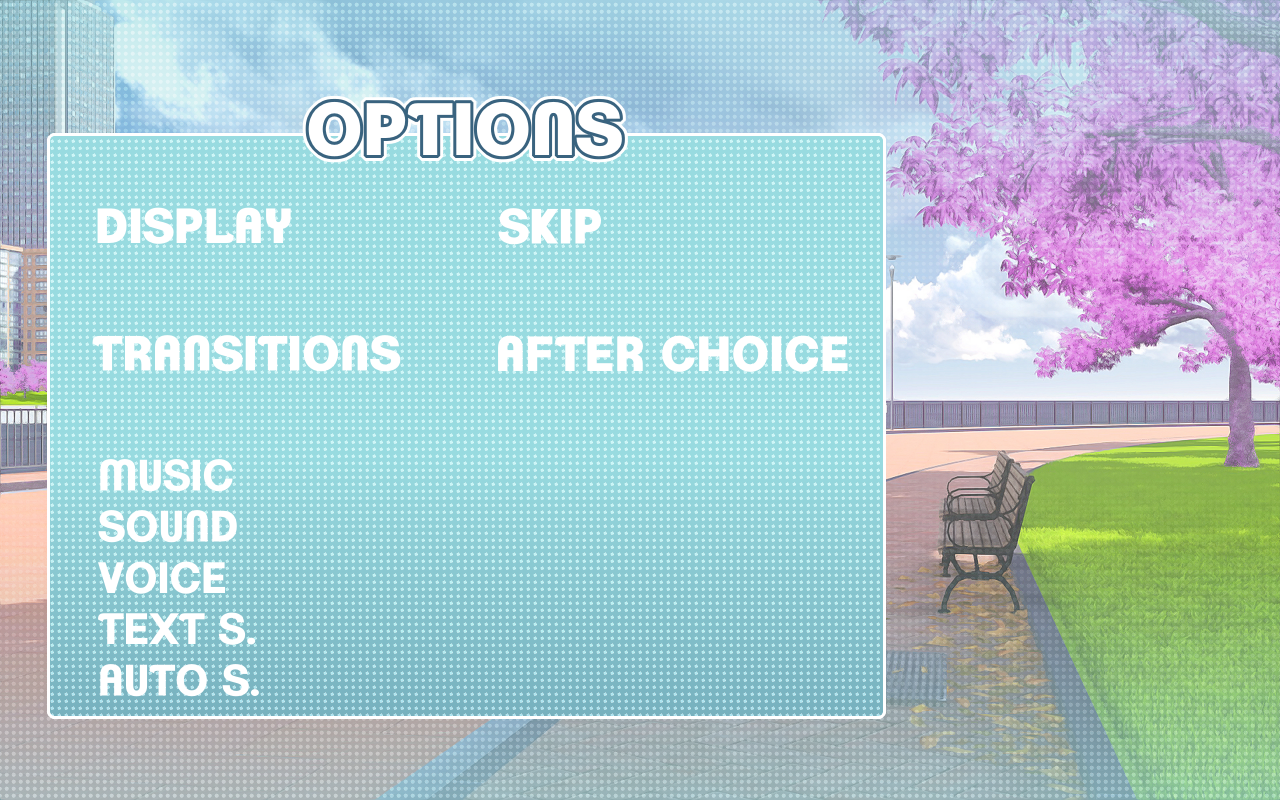 OPTIONS
DISPLAY
SKIP
TRANSITIONS
AFTER CHOICE
MUSIC
SOUND
VOICE
TEXT S.
AUTO S.